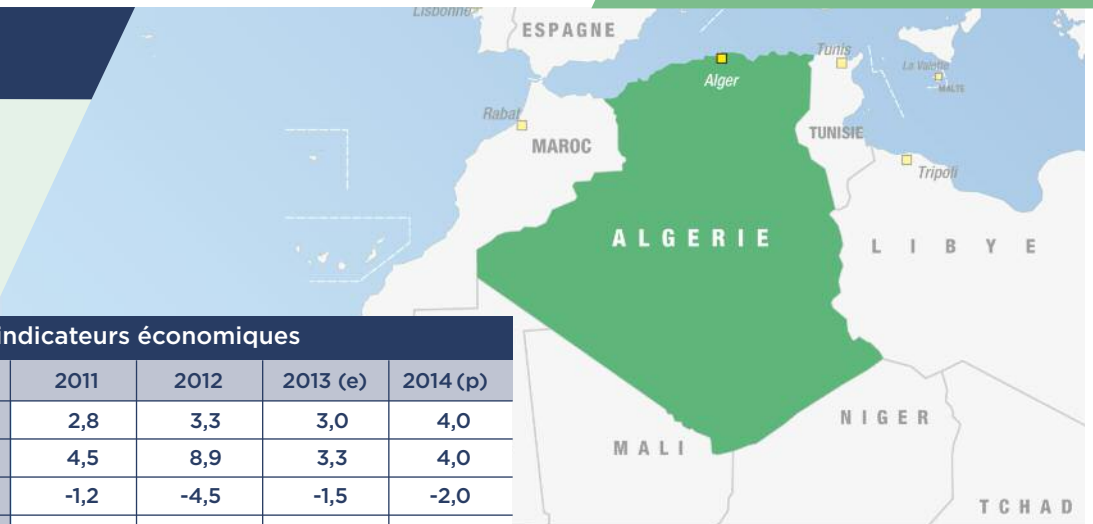 Lisbonne
ESPAGNE
Tunis
La Valette
MALTE
Alger
Rabat
MAROC
TUNISIE
Tripoli
ALGERIE
LIBYE
indicateurs économiques
2011 2012 2013 (e) 2014 (p)
2,8 3,3 3,0 4,0
4,5 8,9 3,3 4,0
-1,2 -4,5 -1,5 -2,0
NIGER
MALI
TCHAD